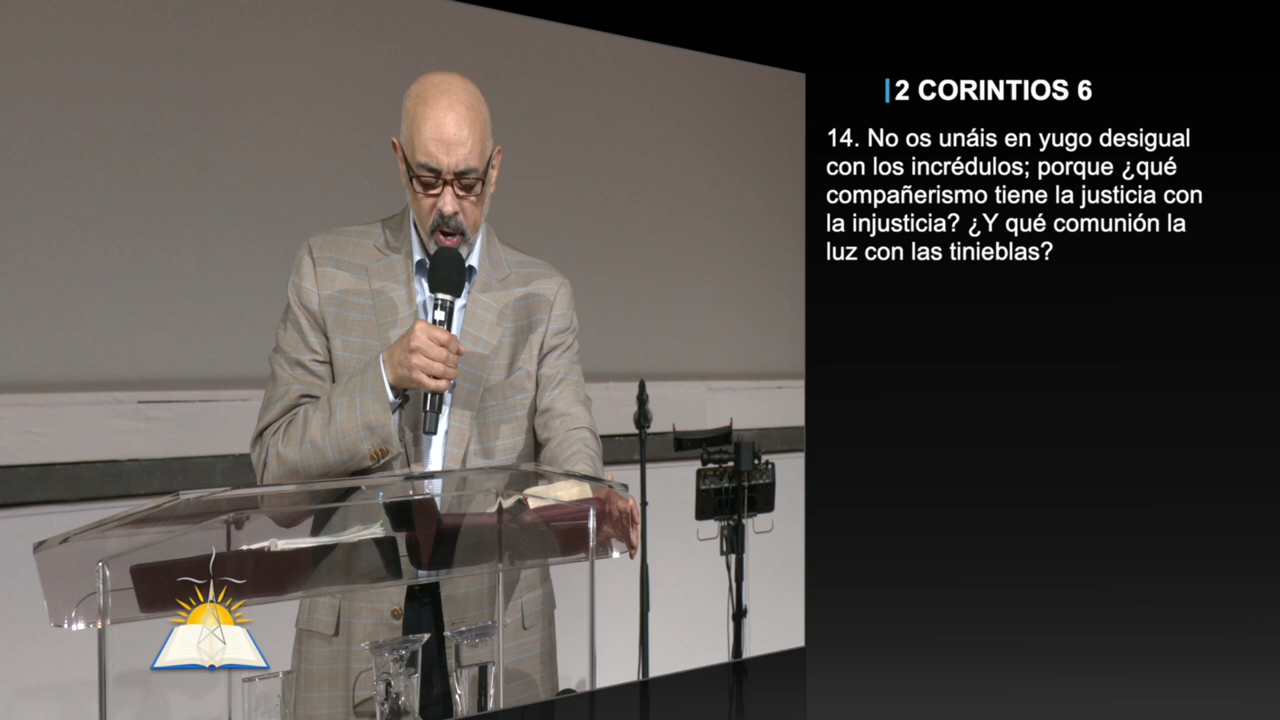 2 CORINTIOS 6
14. No os unáis en yugo desigual
con los incrédulos; porque ¿qué
compañerismo tiene la justicia con
la injusticia? ¿Y qué comunión la
luz con las tinieblas?